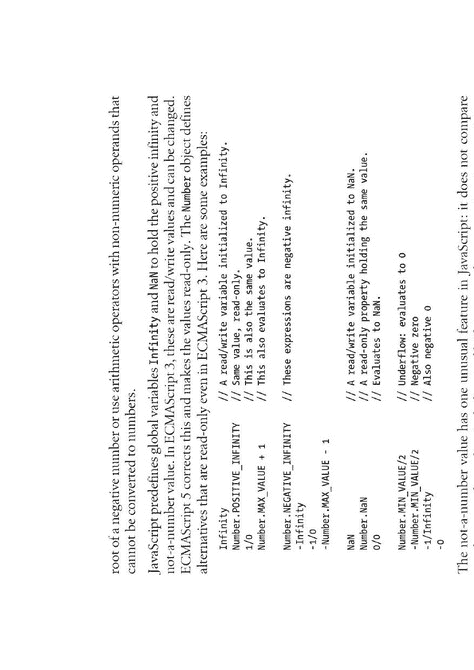 root of a negative number or use arithmetic operators with non-numeric operands that
cannot be converted to numbers.
JavaScript predefines global variables Infinity and NaN to hold the positive infinity and
not-a-number value. In ECMAScript 3, these are read/write values and can be changed.
ECMAScript 5 corrects this and makes the values read-only. The Number object defines
alternatives that are read-only even in ECMAScript 3. Here are some examples:
Infinity // A read/write variable initialized to Infinity.
Number.POSITIVE_INFINITY // Same value, read-only.
1/0 // This is also the same value.
Number.MAX_VALUE + 1 // This also evaluates to Infinity.
Number.NEGATIVE_INFINITY // These expressions are negative infinity.
-Infinity
-1/0
-Number.MAX_VALUE - 1
NaN // A read/write variable initialized to NaN.
Number.NaN // A read-only property holding the same value.
0/0 // Evaluates to NaN.
Number.MIN_VALUE/2 // Underflow: evaluates to 0
-Number.MIN_VALUE/2 // Negative zero
-1/Infinity // Also negative 0
-0
The not-a-number value has one unusual feature in JavaScript: it does not compare